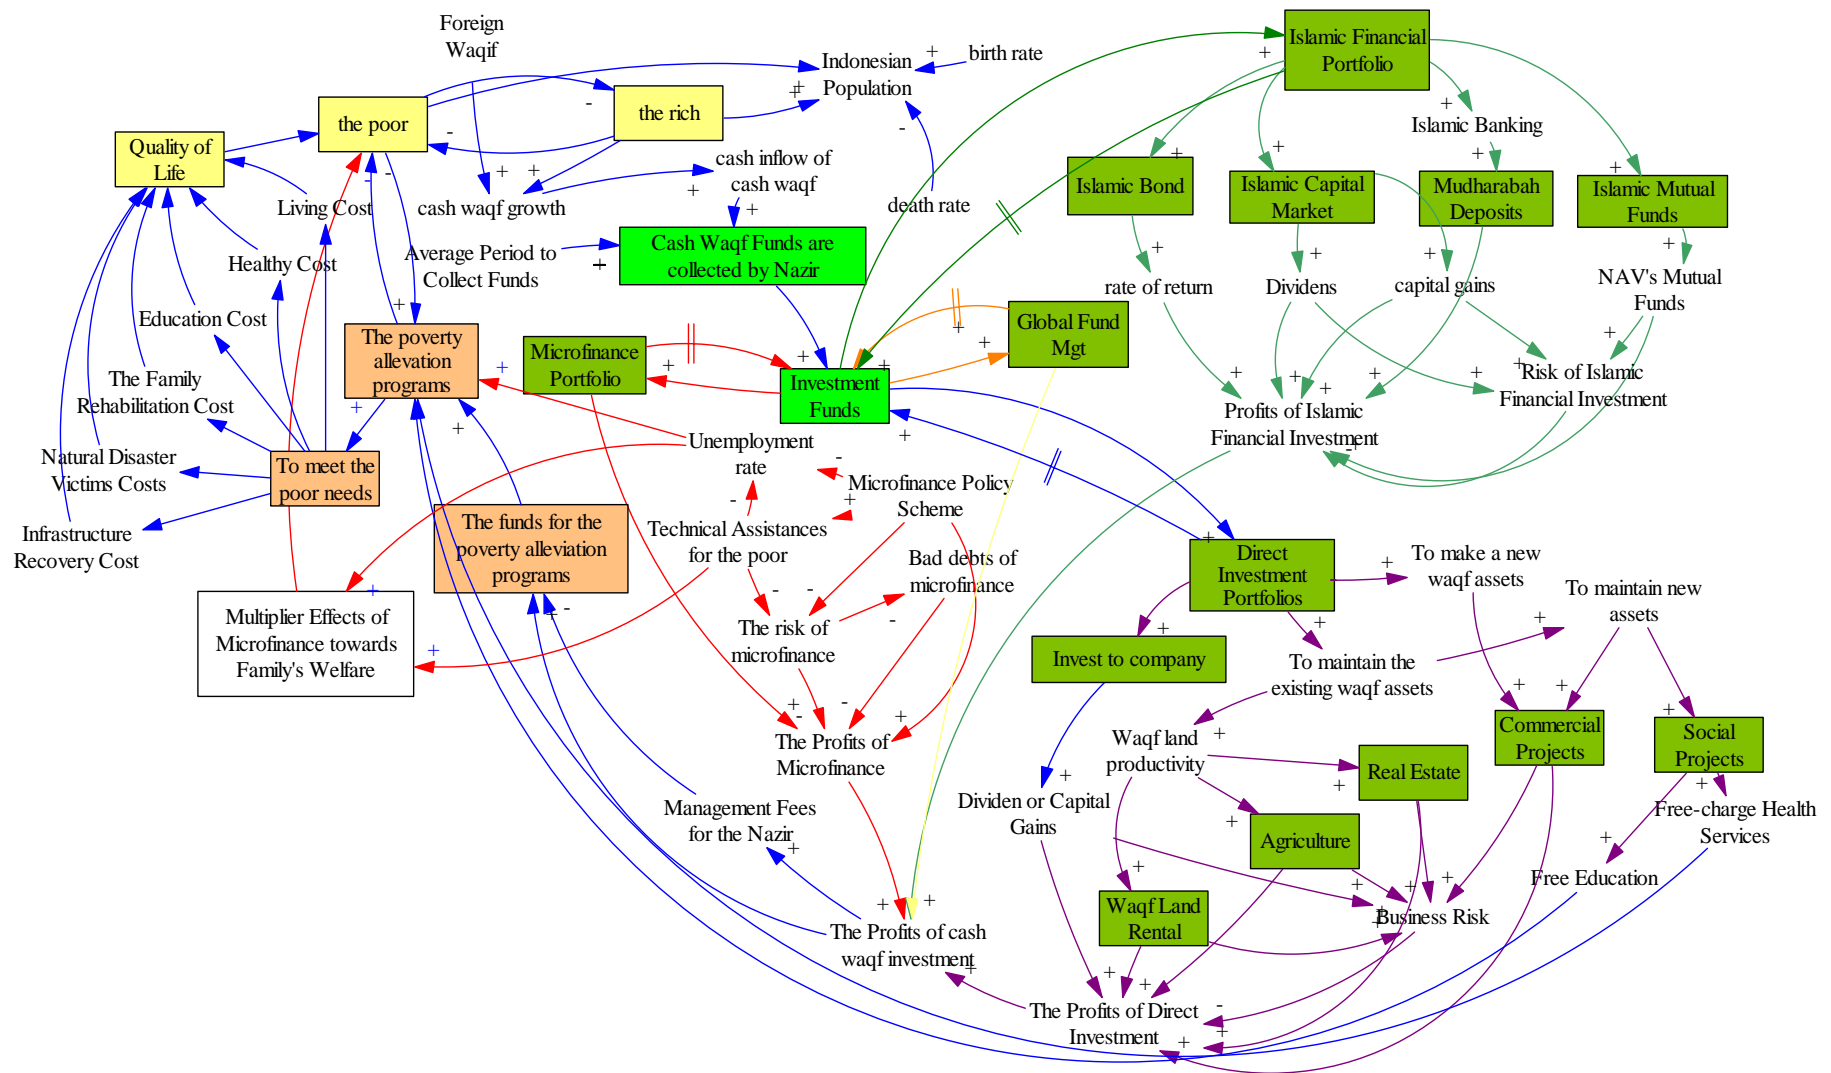 Foreign
Waqif
Indonesian
Population
birth rate
Islamic Financial
Portfolio
the poor
the rich
Quality of
Life
cash inflow of
cash waqf
Islamic Banking
Islamic Bond
Islamic Capital
Market
Mudharabah
Deposits
Islamic Mutual
Funds
Living Cost
cash waqf growth
death rate
Healthy Cost
Average Period to
Collect Funds
Cash Waqf Funds are
collected by Nazir
rate of return
Dividens
capital gains
NAV's Mutual
Funds
Education Cost
The poverty
allevation
programs
Microfinance
Portfolio
Global Fund
Mgt
Investment
Funds
The Family
Rehabilitation Cost
Risk of Islamic
Financial Investment
Profits of Islamic
Financial Investment
Natural Disaster
Victims Costs
To meet the
poor needs
Unemployment
rate
Microfinance Policy
Scheme
Infrastructure
Recovery Cost
The funds for the
poverty alleviation
programs
Technical Assistances
for the poor
Bad debts of
microfinance
Direct
Investment
Portfolios
To make a new
waqf assets
To maintain new
assets
Multiplier Effects of
Microfinance towards
Family's Welfare
The risk of
microfinance
Invest to company
To maintain the
existing waqf assets
The Profits of
Microfinance
Waqf land
productivity
Commercial
Projects
Social
Projects
Real Estate
Management Fees
for the Nazir
Dividen or Capital
Gains
Agriculture
Free-charge Health
Services
Free Education
Waqf Land
Rental
Business Risk
The Profits of cash
waqf investment
The Profits of Direct
Investment